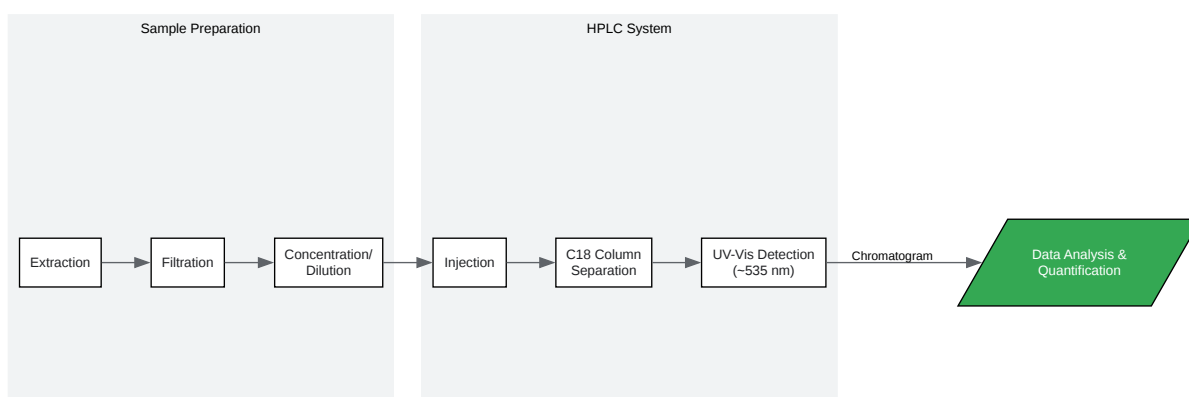 Sample Preparation
HPLC System
Extraction
Filtration
Concentration/
Dilution
Injection
C18 Column
Separation
UV-Vis Detection
(~535 nm)
Chromatogram
Data Analysis &
Quantification